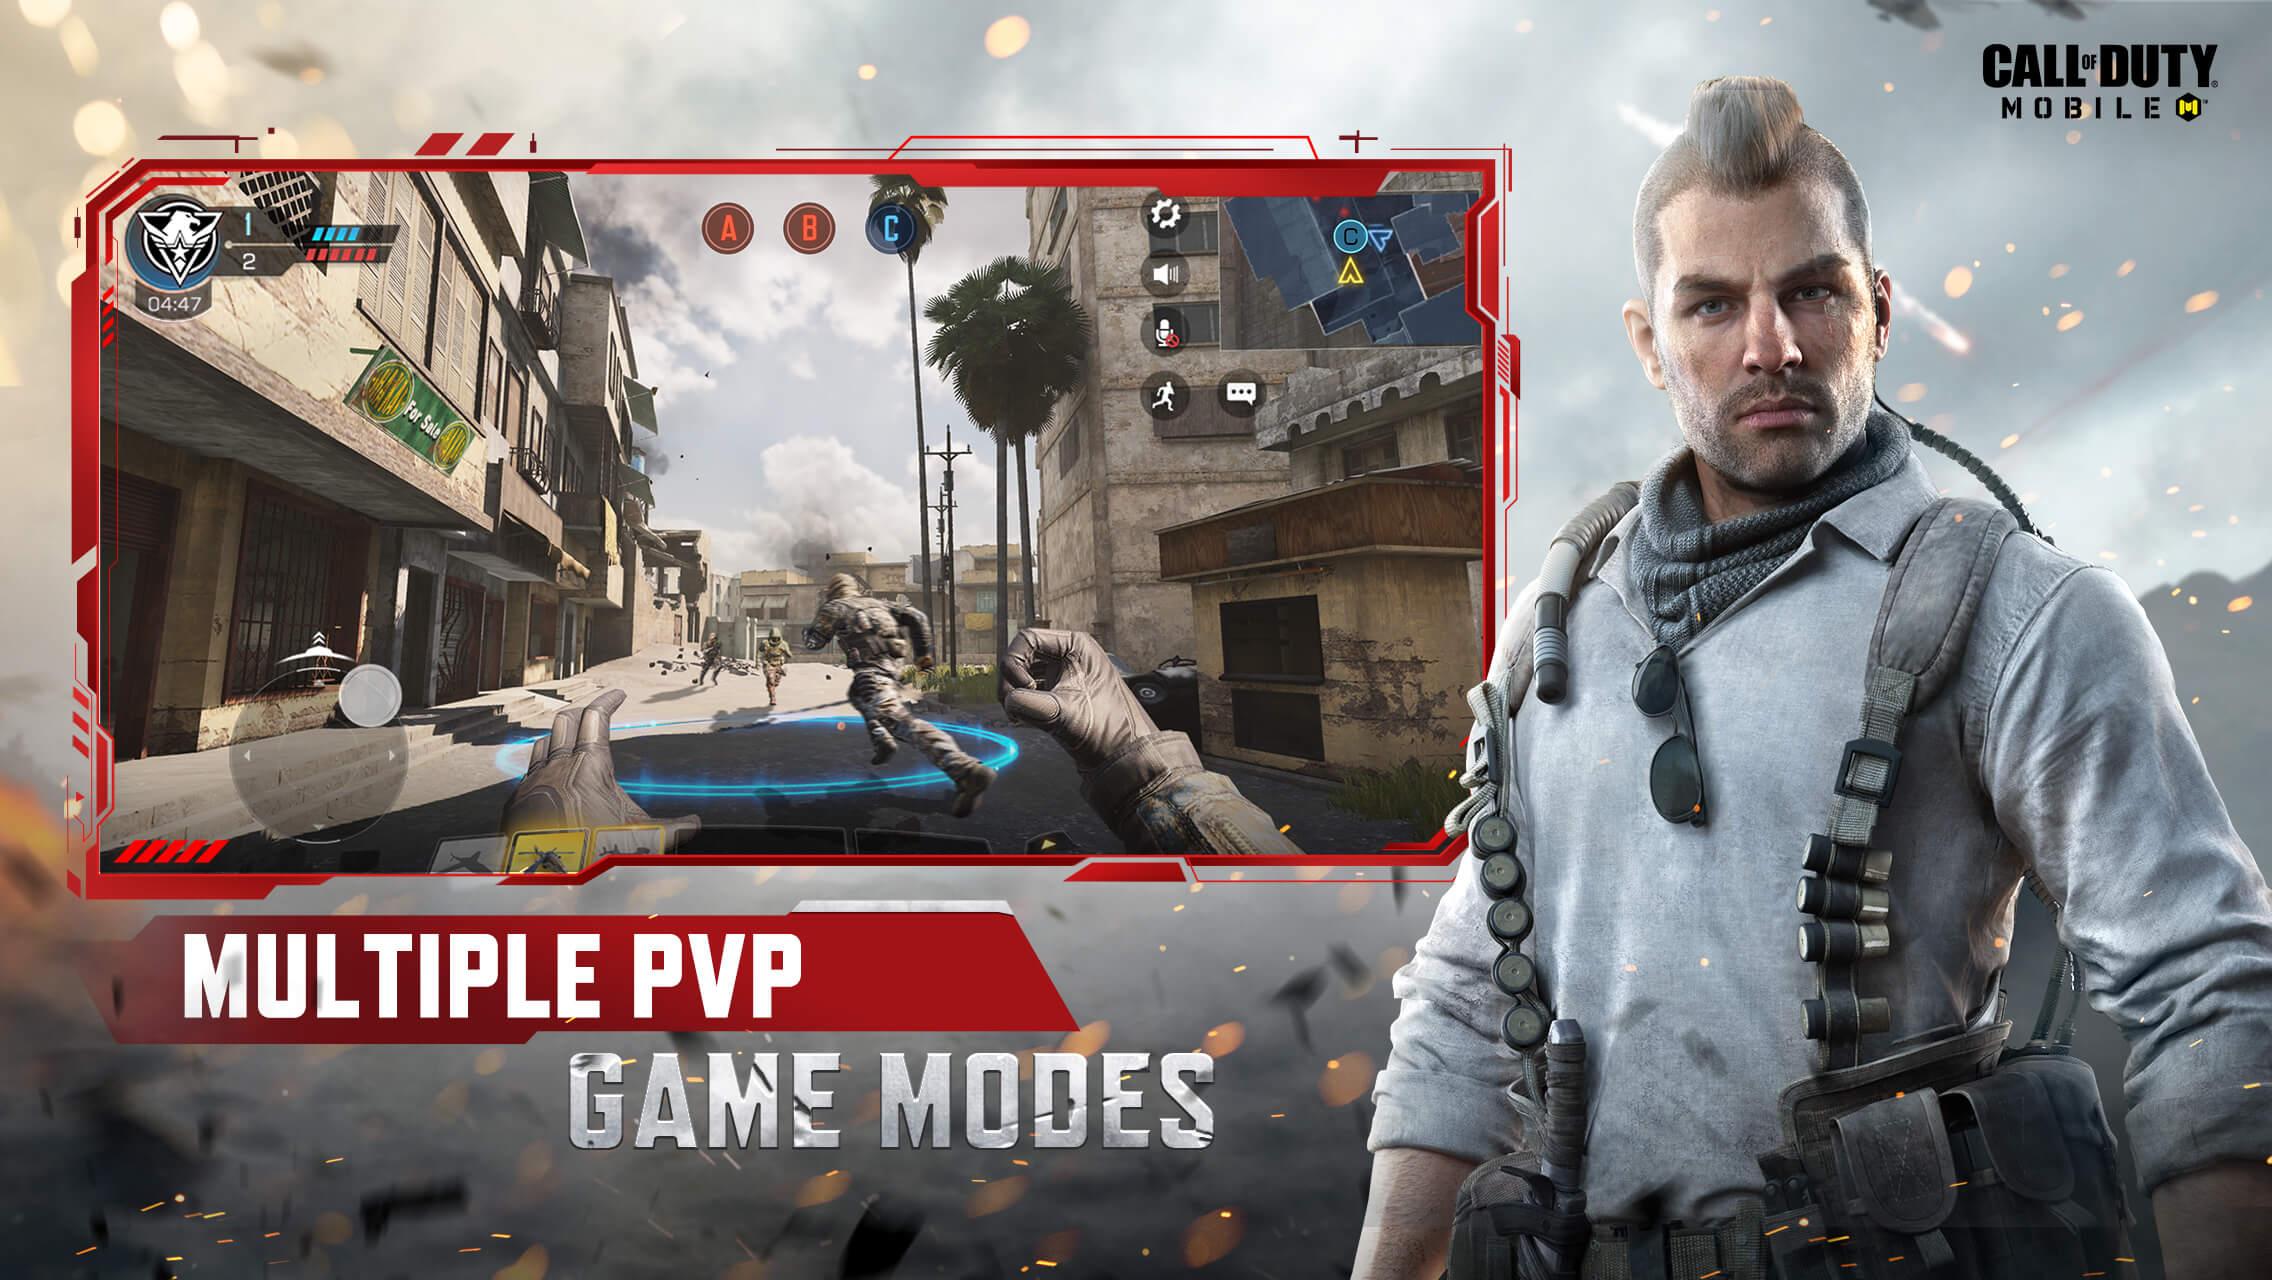 CALL OF DUTY
MOBILE
1
2
04:47
A B C
C
For Sale
MULTIPLE PVP
GAME MODES